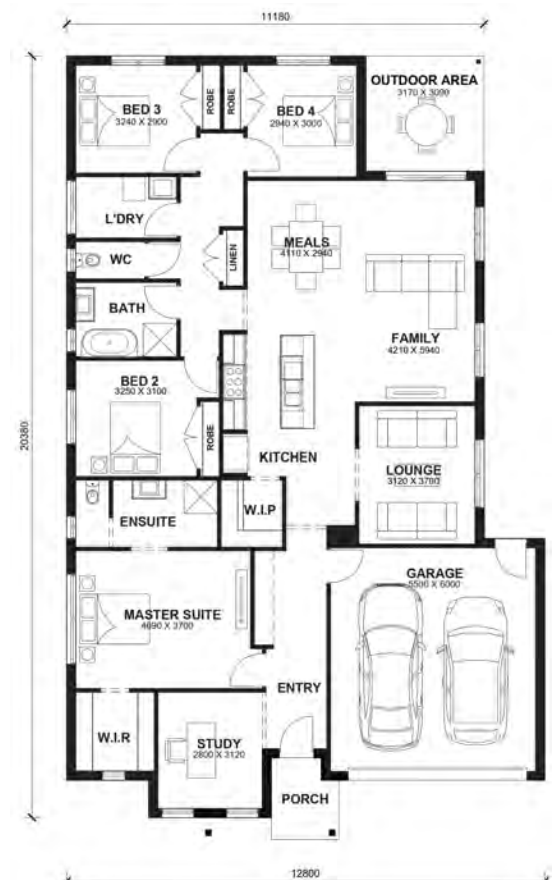 11180
OUTDOOR AREA
3170 X 3090
BED 3
3240 X 2900
ROBE
ROBE
BED 4
2940 X 3000
L'DRY
MEALS
4110 X 2940
LINEN
WC
BATH
FAMILY
4210 X 5940
BED 2
3250 X 3100
ROBE
20380
KITCHEN
LOUNGE
3120 X 3700
W.I.P
ENSUITE
GARAGE
5500 X 6000
MASTER SUITE
4690 X 3700
ENTRY
W.I.R
STUDY
2800 X 3120
PORCH
12800